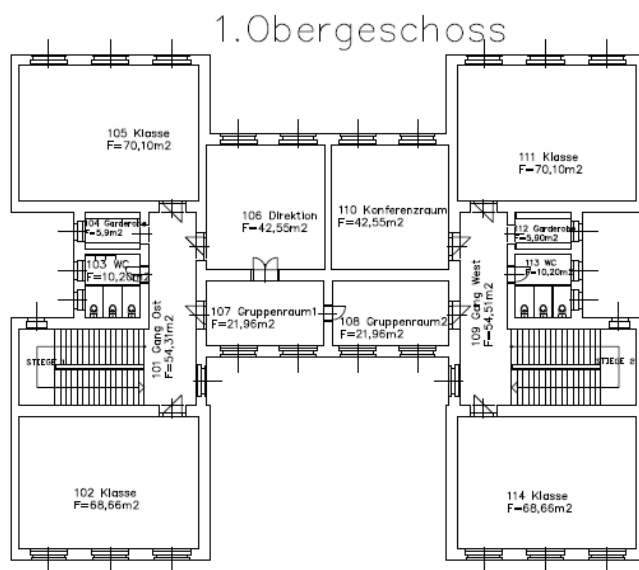 1.Obergeschoss
105 Klasse
F=70,10m2
111 Klasse
F=70,10m2
106 Direktion
F=42,55m2
110 Konferenzraum
F=42,55m2
104 Garderobe
F=5,9m2
112 Garderobe
F=5,90m2
103 WC
F=10,20m2
113 WC
F=10,20m2
107 Gruppenraum1
F=21,96m2
108 Gruppenraum2
F=21,96m2
101 Gang Ost
F=54,31m2
109 Gang West
F=54,51m2
STIEGE 1
STIEGE 2
102 Klasse
F=68,66m2
114 Klasse
F=68,66m2